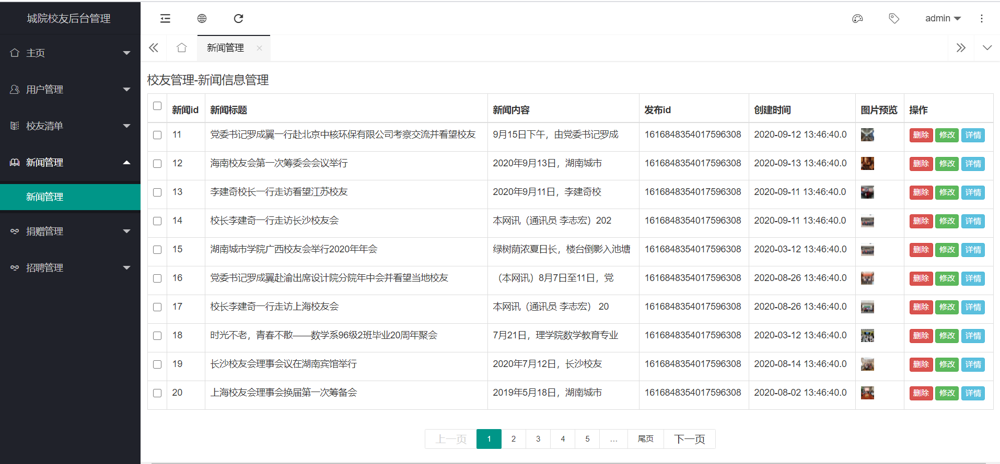 城院校友后台管理
admin
主页
用户管理
校友清单
新闻管理
新闻管理
捐赠管理
招聘管理
新闻管理
校友管理-新闻信息管理
新闻id 新闻标题 新闻内容 发布id 创建时间 图片预览 操作
11 党委书记罗成翼一行赴北京中核环保有限公司考察交流并看望校友 9月15日下午，由党委书记罗成 1616848354017596308 2020-09-12 13:46:40.0 删除 修改 详情
12 海南校友会第一次筹委会会议举行 2020年9月13日，湖南城市 1616848354017596308 2020-09-13 13:46:40.0 删除 修改 详情
13 李建奇校长一行走访看望江苏校友 2020年9月11日，李建奇校 1616848354017596308 2020-09-11 13:46:40.0 删除 修改 详情
14 校长李建奇一行走访长沙校友会 本网讯（通讯员 李志宏）202 1616848354017596308 2020-09-11 13:46:40.0 删除 修改 详情
15 湖南城市学院广西校友会举行2020年年会 绿树荫浓夏日长，楼台倒影入池塘 1616848354017596308 2020-03-12 13:46:40.0 删除 修改 详情
16 党委书记罗成翼赴渝出席设计院分院年中会并看望当地校友 （本网讯）8月7日至11日，党 1616848354017596308 2020-08-26 13:46:40.0 删除 修改 详情
17 校长李建奇一行走访上海校友会 本网讯（通讯员 李志宏） 20 1616848354017596308 2020-08-26 13:46:40.0 删除 修改 详情
18 时光不老，青春不散——数学系96级2班毕业20周年聚会 7月21日，理学院数学教育专业 1616848354017596308 2020-03-12 13:46:40.0 删除 修改 详情
19 长沙校友会理事会议在湖南宾馆举行 2020年7月12日，长沙校友 1616848354017596308 2020-08-14 13:46:40.0 删除 修改 详情
20 上海校友会理事会换届第一次筹备会 2019年5月18日，湖南城市 1616848354017596308 2020-08-02 13:46:40.0 删除 修改 详情
上一页 1 2 3 4 5 … 尾页 下一页